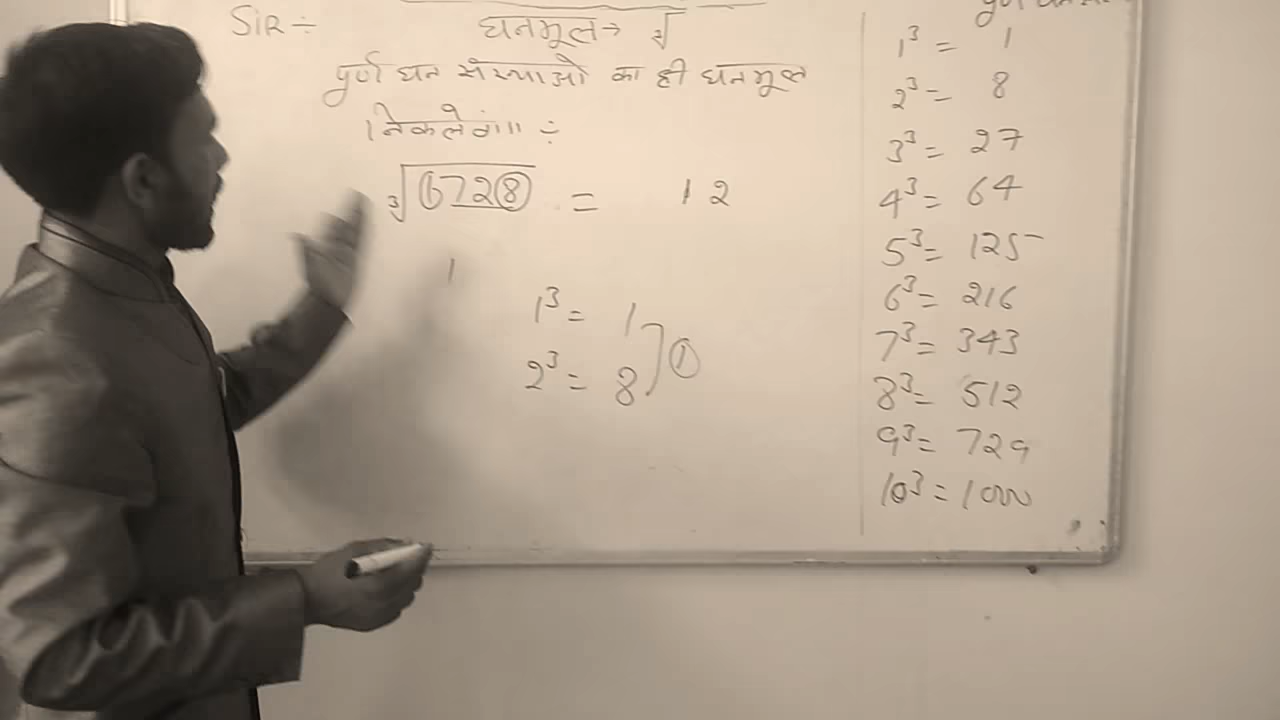 SIR ÷
घनमूल → ∛
पूर्ण घन संख्याओं का ही घनमूल
निकलेगा ÷
∛6728 = 12
1
1³ = 1
2³ = 8
1
1³ = 1
2³ = 8
3³ = 27
4³ = 64
5³ = 125
6³ = 216
7³ = 343
8³ = 512
9³ = 729
10³ = 1000